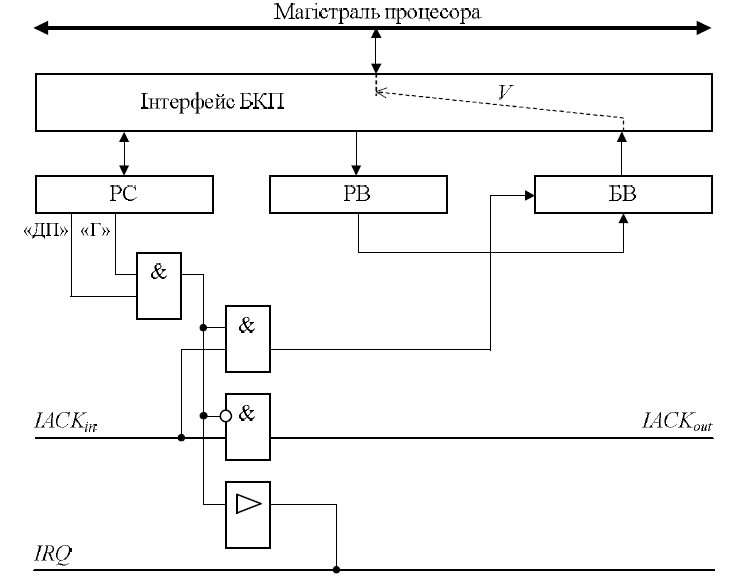 Магістраль процесора
Інтерфейс БКП
У
РС
РВ
БВ
«ДП» «Г»
&
&
&
IACKin
IACKout
IRQ